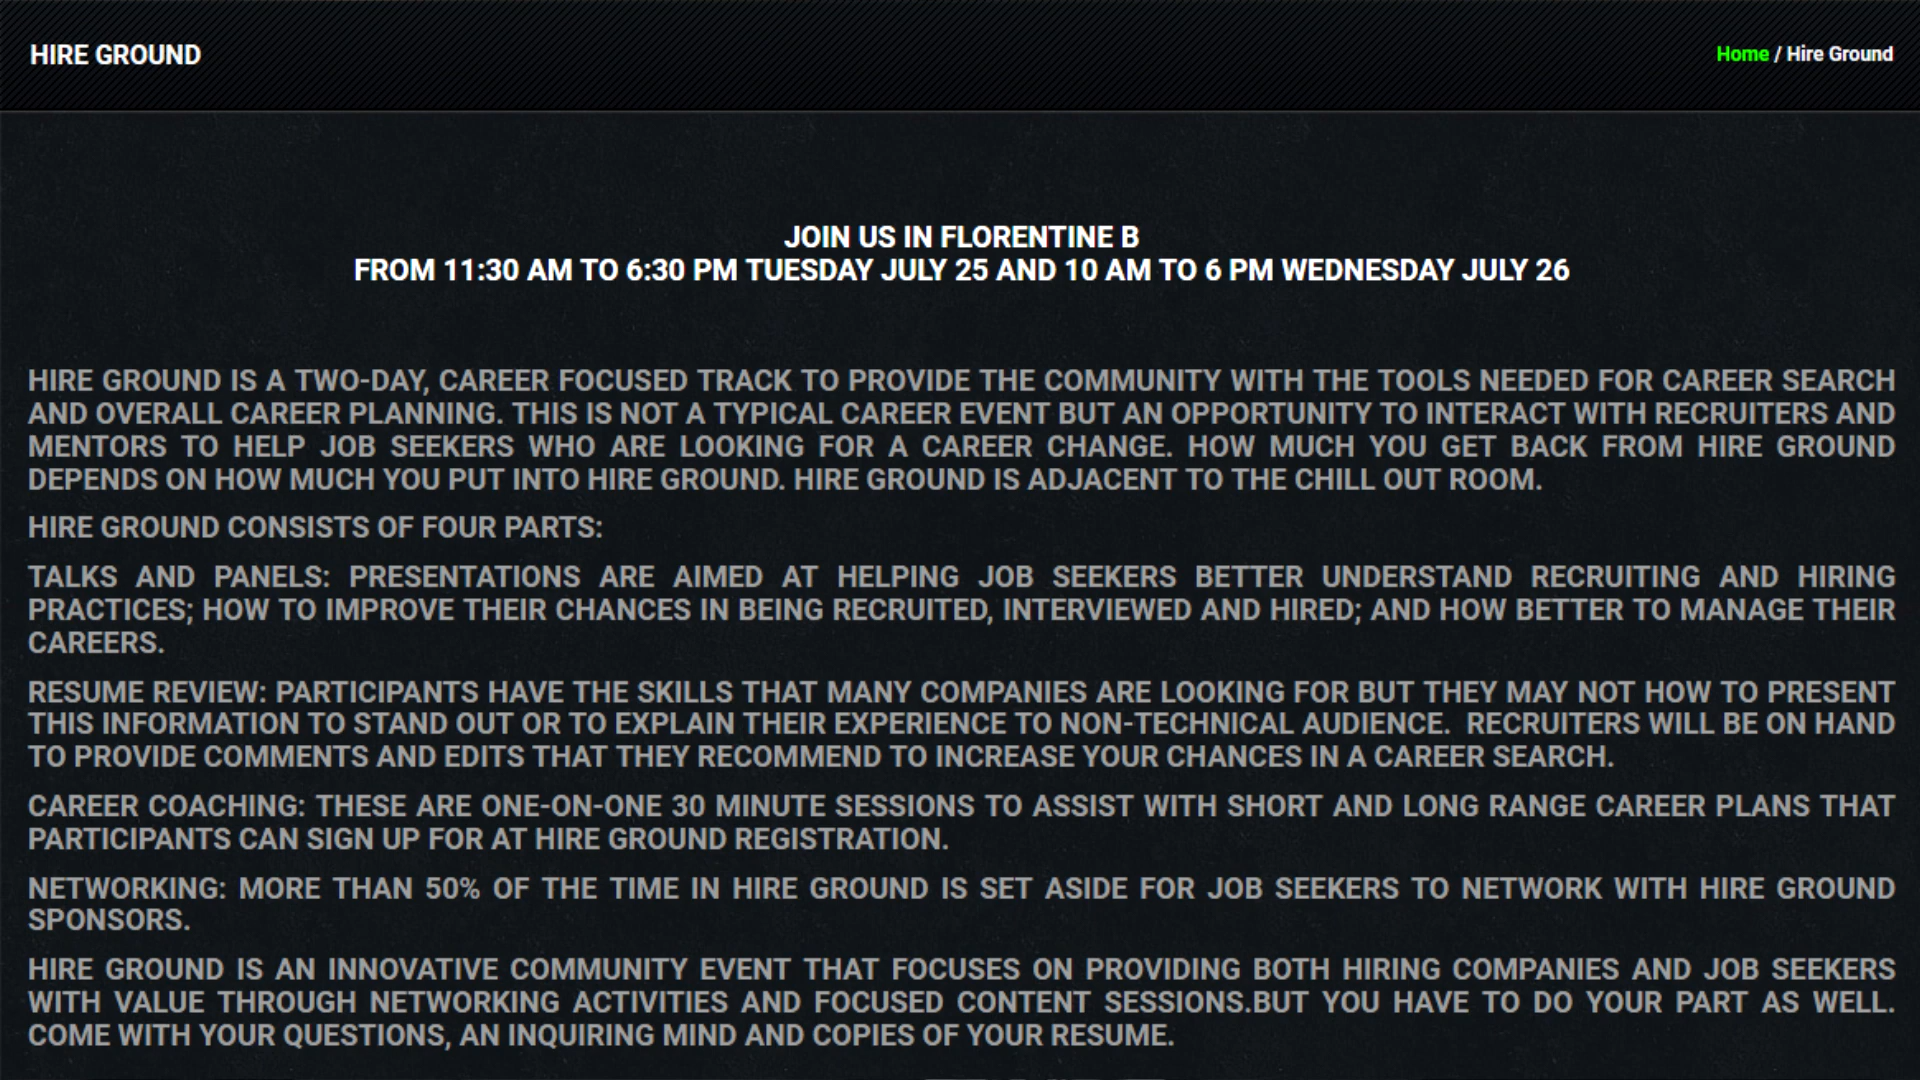 HIRE GROUND
Home / Hire Ground
JOIN US IN FLORENTINE B
FROM 11:30 AM TO 6:30 PM TUESDAY JULY 25 AND 10 AM TO 6 PM WEDNESDAY JULY 26
HIRE GROUND IS A TWO-DAY, CAREER FOCUSED TRACK TO PROVIDE THE COMMUNITY WITH THE TOOLS NEEDED FOR CAREER SEARCH
AND OVERALL CAREER PLANNING. THIS IS NOT A TYPICAL CAREER EVENT BUT AN OPPORTUNITY TO INTERACT WITH RECRUITERS AND
MENTORS TO HELP JOB SEEKERS WHO ARE LOOKING FOR A CAREER CHANGE. HOW MUCH YOU GET BACK FROM HIRE GROUND
DEPENDS ON HOW MUCH YOU PUT INTO HIRE GROUND. HIRE GROUND IS ADJACENT TO THE CHILL OUT ROOM.
HIRE GROUND CONSISTS OF FOUR PARTS:
TALKS AND PANELS: PRESENTATIONS ARE AIMED AT HELPING JOB SEEKERS BETTER UNDERSTAND RECRUITING AND HIRING
PRACTICES; HOW TO IMPROVE THEIR CHANCES IN BEING RECRUITED, INTERVIEWED AND HIRED; AND HOW BETTER TO MANAGE THEIR
CAREERS.
RESUME REVIEW: PARTICIPANTS HAVE THE SKILLS THAT MANY COMPANIES ARE LOOKING FOR BUT THEY MAY NOT HOW TO PRESENT
THIS INFORMATION TO STAND OUT OR TO EXPLAIN THEIR EXPERIENCE TO NON-TECHNICAL AUDIENCE. RECRUITERS WILL BE ON HAND
TO PROVIDE COMMENTS AND EDITS THAT THEY RECOMMEND TO INCREASE YOUR CHANCES IN A CAREER SEARCH.
CAREER COACHING: THESE ARE ONE-ON-ONE 30 MINUTE SESSIONS TO ASSIST WITH SHORT AND LONG RANGE CAREER PLANS THAT
PARTICIPANTS CAN SIGN UP FOR AT HIRE GROUND REGISTRATION.
NETWORKING: MORE THAN 50% OF THE TIME IN HIRE GROUND IS SET ASIDE FOR JOB SEEKERS TO NETWORK WITH HIRE GROUND
SPONSORS.
HIRE GROUND IS AN INNOVATIVE COMMUNITY EVENT THAT FOCUSES ON PROVIDING BOTH HIRING COMPANIES AND JOB SEEKERS
WITH VALUE THROUGH NETWORKING ACTIVITIES AND FOCUSED CONTENT SESSIONS.BUT YOU HAVE TO DO YOUR PART AS WELL.
COME WITH YOUR QUESTIONS, AN INQUIRING MIND AND COPIES OF YOUR RESUME.